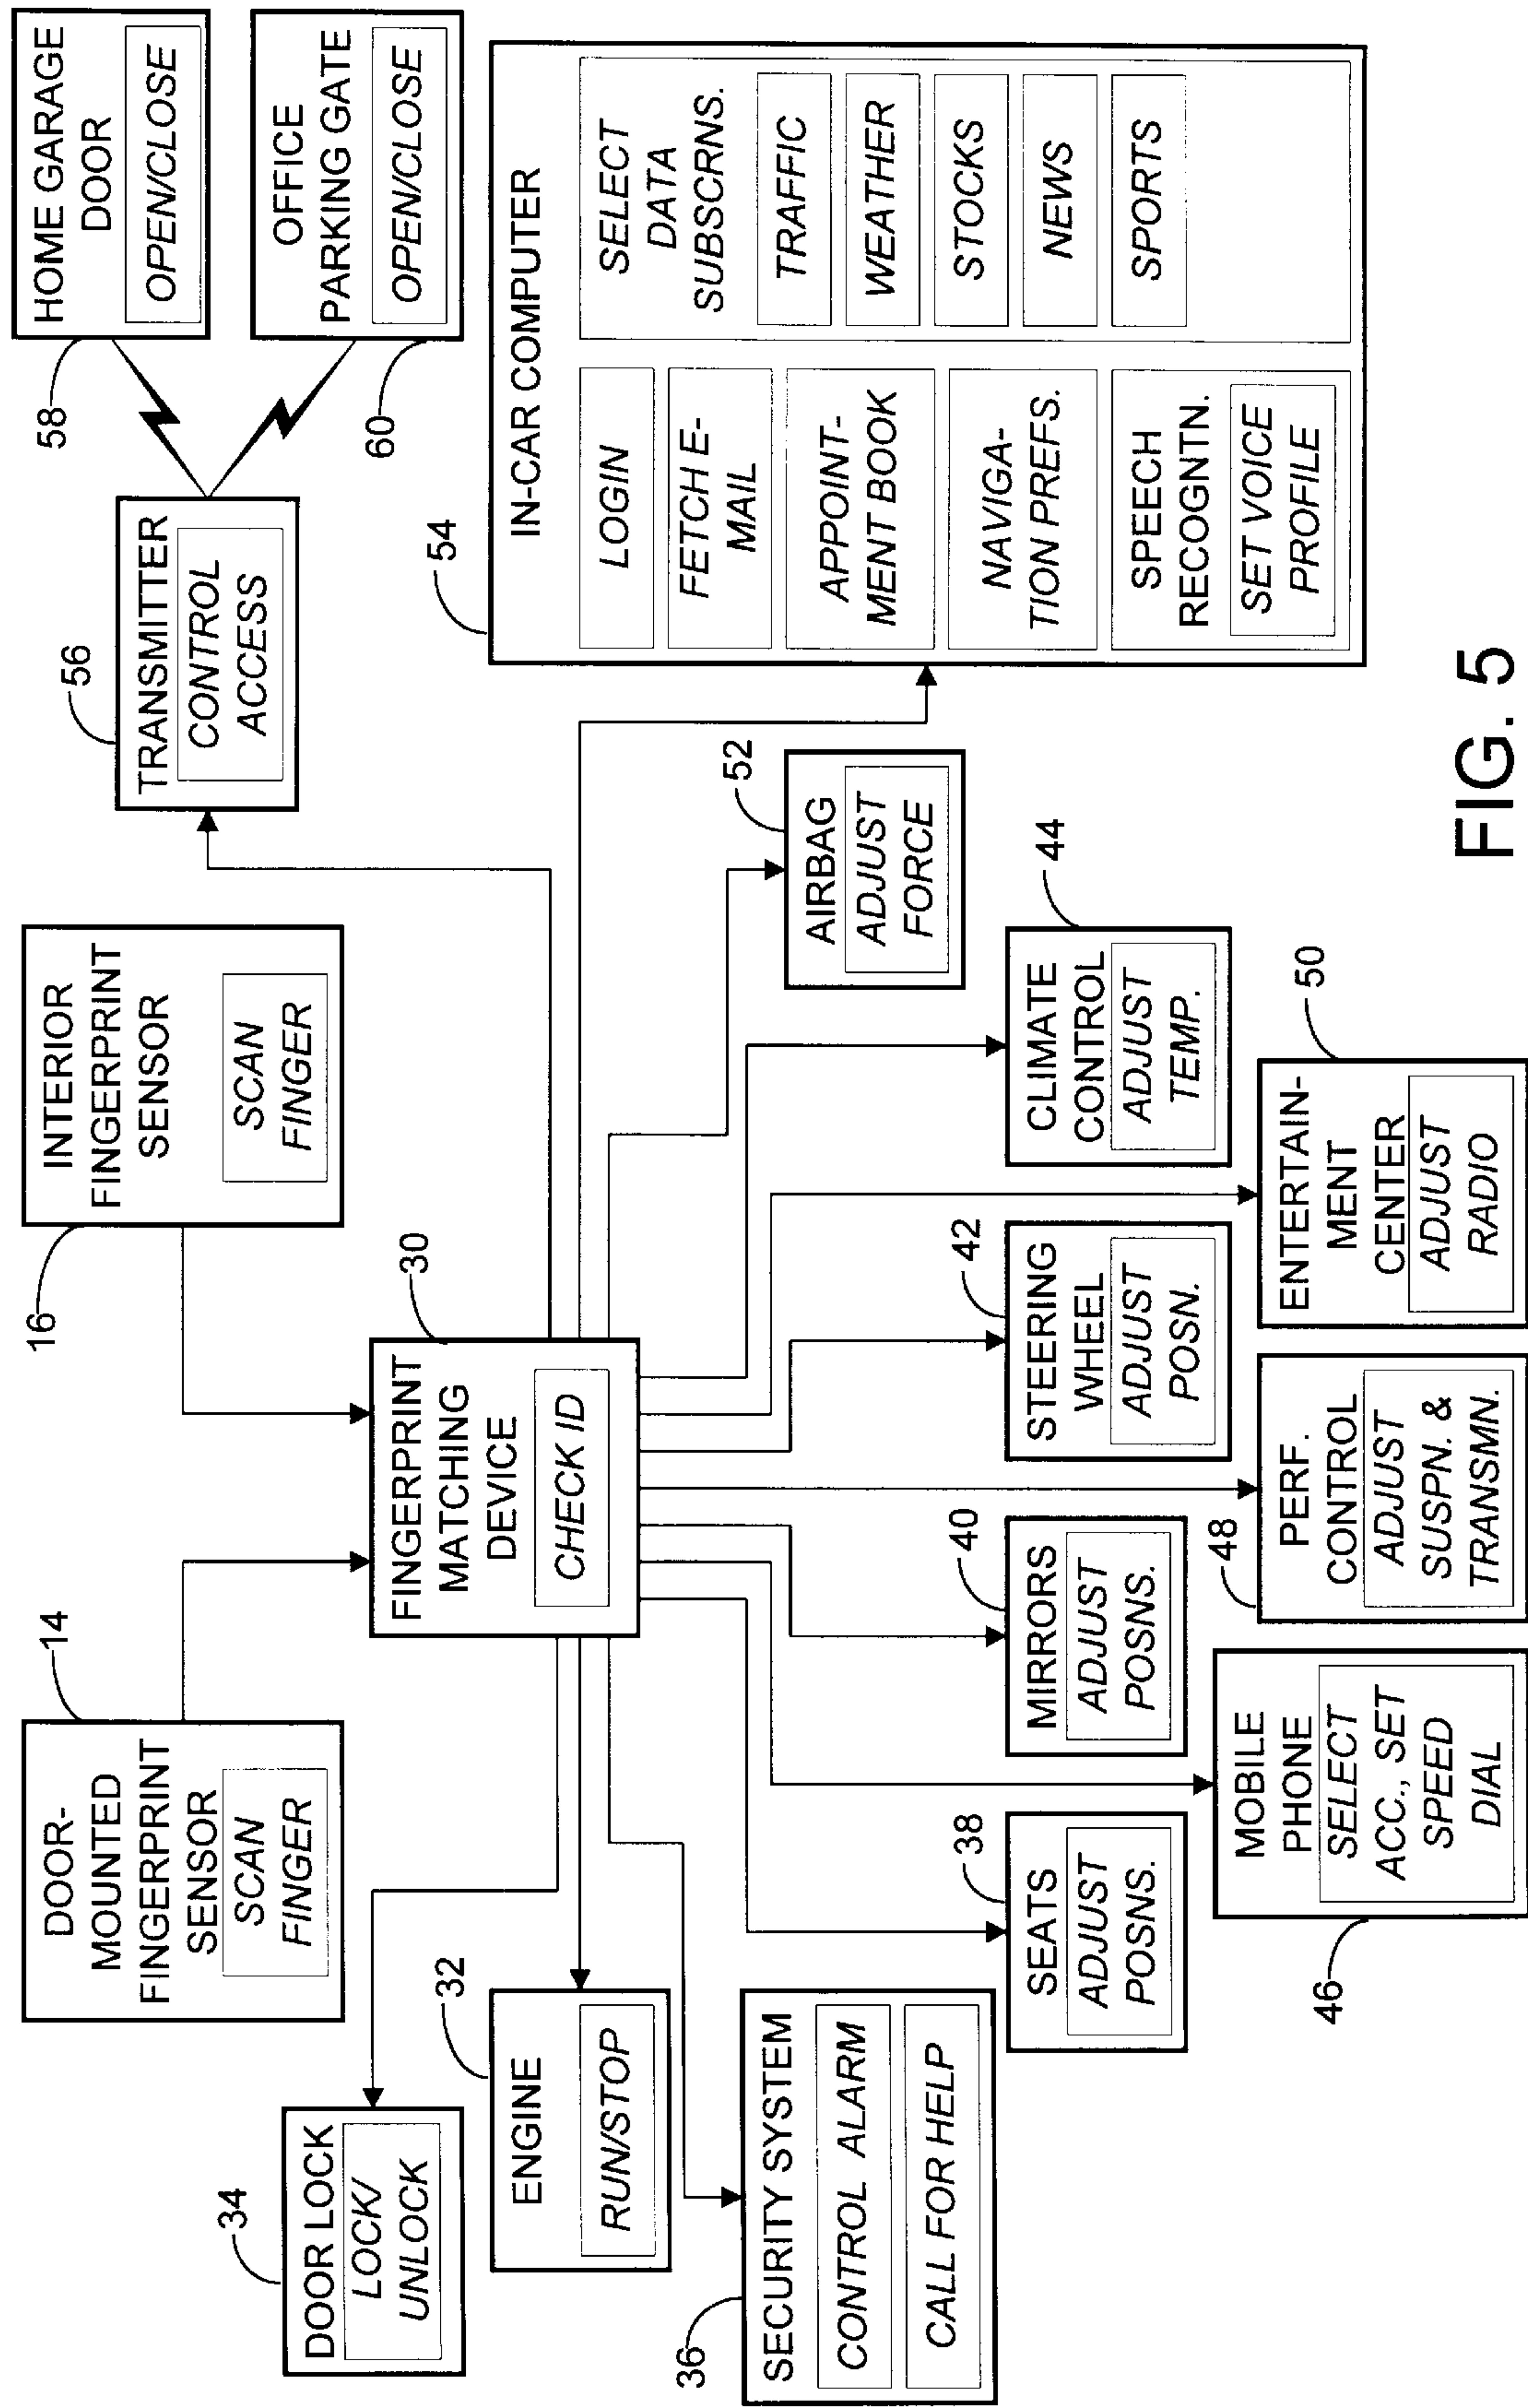 DOOR-
MOUNTED
FINGERPRINT
SENSOR
SCAN
FINGER
14
INTERIOR
FINGERPRINT
SENSOR
SCAN
FINGER
16
HOME GARAGE
DOOR
OPEN/CLOSE
58
TRANSMITTER
CONTROL
ACCESS
56
OFFICE
PARKING GATE
OPEN/CLOSE
60
DOOR LOCK
LOCK/
UNLOCK
34
FINGERPRINT
MATCHING
DEVICE
CHECK ID
30
ENGINE
RUN/STOP
32
SECURITY SYSTEM
CONTROL ALARM
CALL FOR HELP
36
IN-CAR COMPUTER
54
LOGIN
FETCH E-
MAIL
APPOINT-
MENT BOOK
NAVIGA-
TION PREFS.
SPEECH
RECOGNTN.
SET VOICE
PROFILE
SELECT
DATA
SUBSCRNS.
TRAFFIC
WEATHER
STOCKS
NEWS
SPORTS
AIRBAG
ADJUST
FORCE
52
SEATS
ADJUST
POSNS.
38
MIRRORS
ADJUST
POSNS.
40
STEERING
WHEEL
ADJUST
POSN.
42
CLIMATE
CONTROL
ADJUST
TEMP.
44
MOBILE
PHONE
SELECT
ACC., SET
SPEED
DIAL
46
PERF.
CONTROL
ADJUST
SUSPN. &
TRANSMN.
48
ENTERTAIN-
MENT
CENTER
ADJUST
RADIO
50
FIG. 5